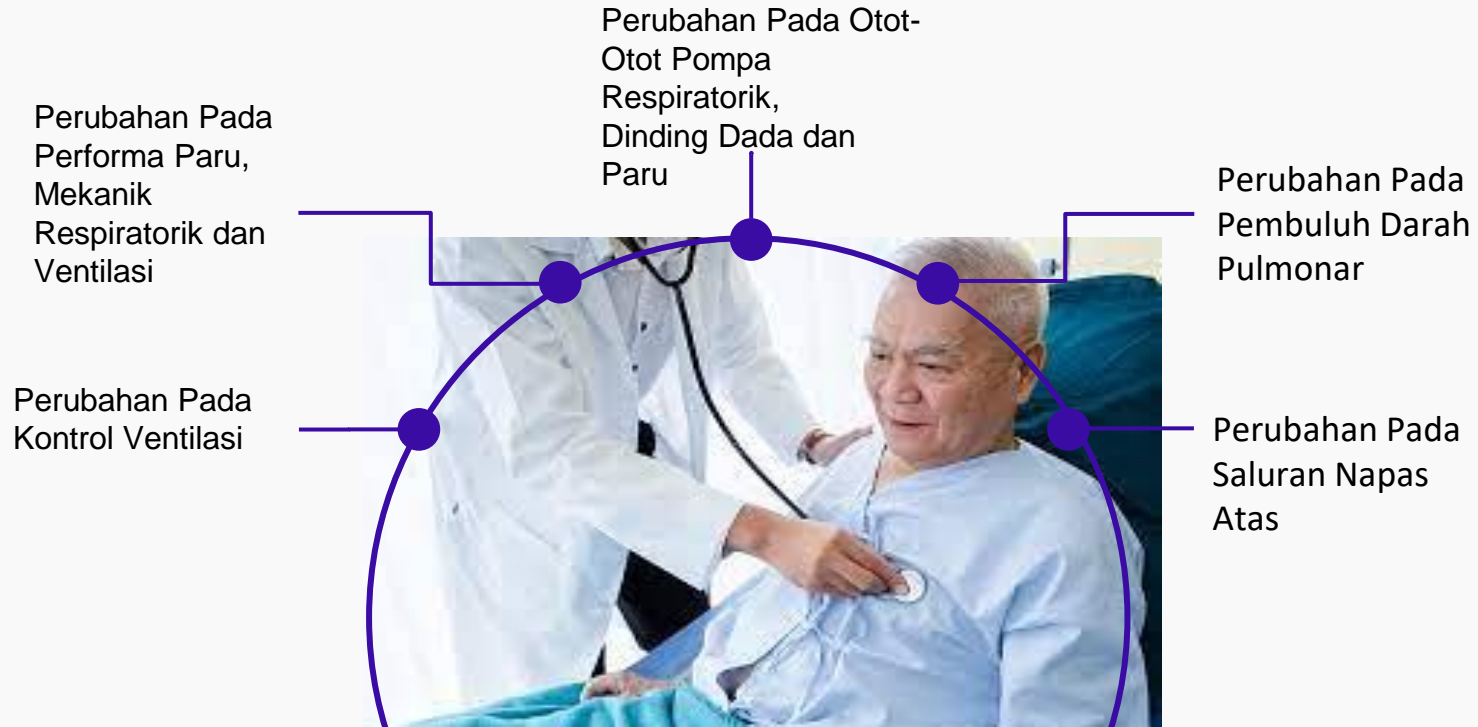 Perubahan Pada Otot-
Otot Pompa
Respiratorik,
Dinding Dada dan
Paru
Perubahan Pada
Performa Paru,
Mekanik
Respiratorik dan
Ventilasi
Perubahan Pada
Pembuluh Darah
Pulmonar
Perubahan Pada
Kontrol Ventilasi
Perubahan Pada
Saluran Napas
Atas